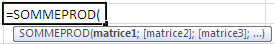 =SOMMEPROD(
SOMMEPROD(matrice1; [matrice2]; [matrice3]; ...)